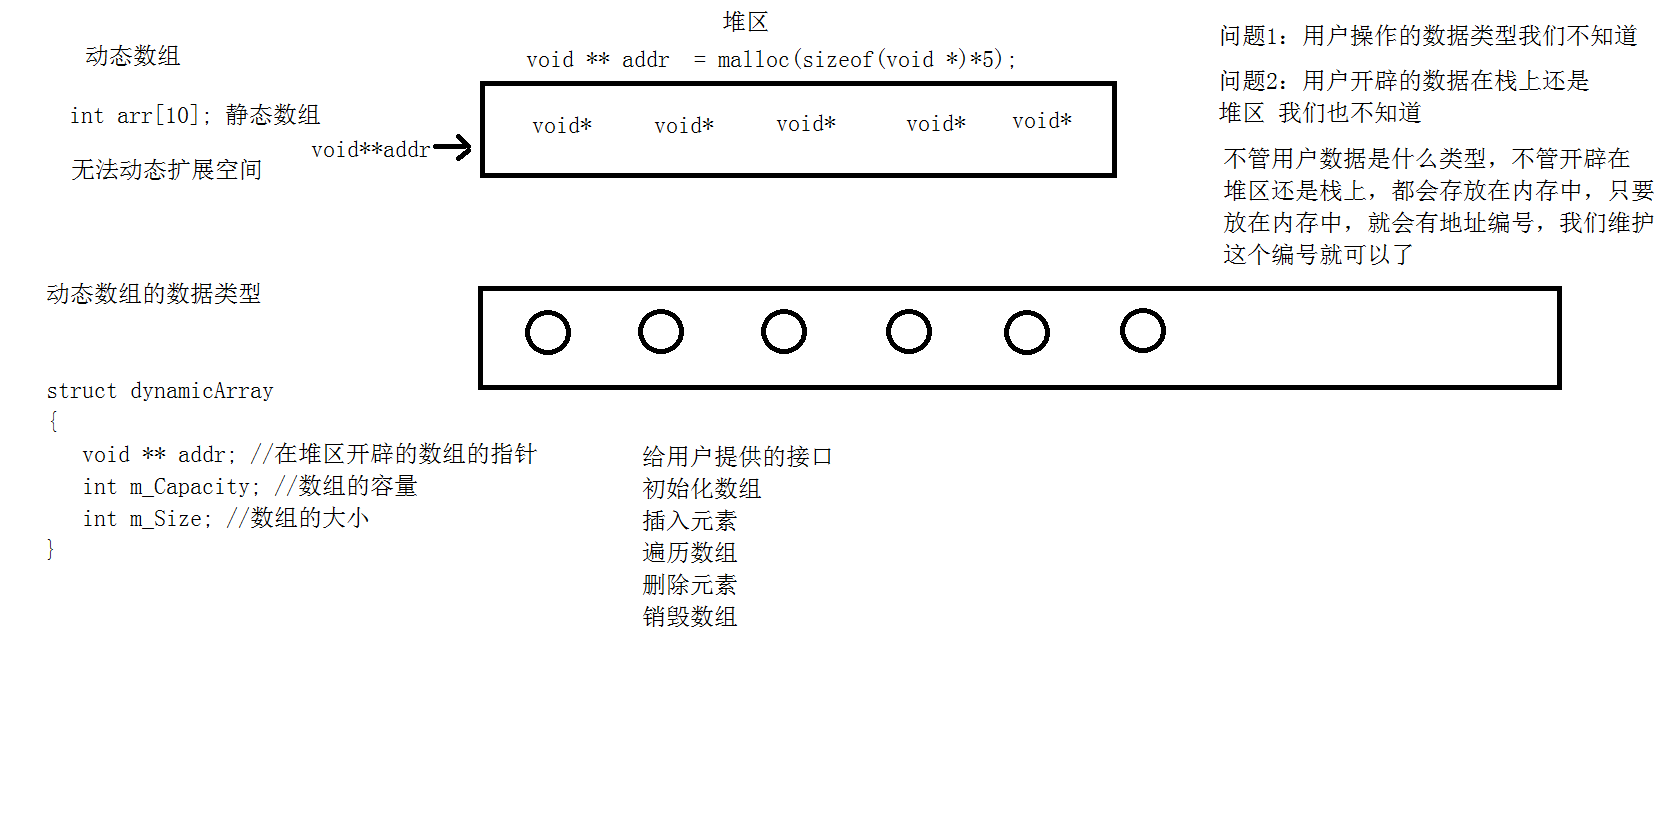 堆区
动态数组
void ** addr  = malloc(sizeof(void *)*5);
int arr[10]; 静态数组
无法动态扩展空间
void**addr
void*
void*
void*
void*
void*
问题1：用户操作的数据类型我们不知道
问题2：用户开辟的数据在栈上还是
堆区 我们也不知道
不管用户数据是什么类型，不管开辟在
堆区还是栈上，都会存放在内存中，只要
放在内存中，就会有地址编号，我们维护
这个编号就可以了
动态数组的数据类型
struct dynamicArray
{
void ** addr; //在堆区开辟的数组的指针
int m_Capacity; //数组的容量
int m_Size; //数组的大小
}
给用户提供的接口
初始化数组
插入元素
遍历数组
删除元素
销毁数组